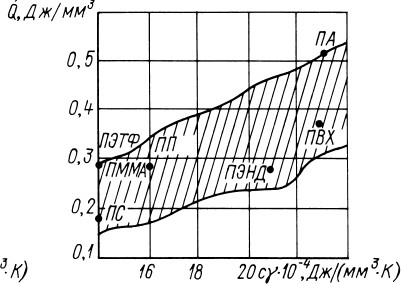 Q̇, Дж/мм³
0,5
ПА
0,4
ПЭТФ
ПП
ПВХ
0,3
ПММА
ПЭНД
0,2
ПС
0,1
³·К)
16
18
20
cγ·10⁻⁴, Дж/(мм³·К)